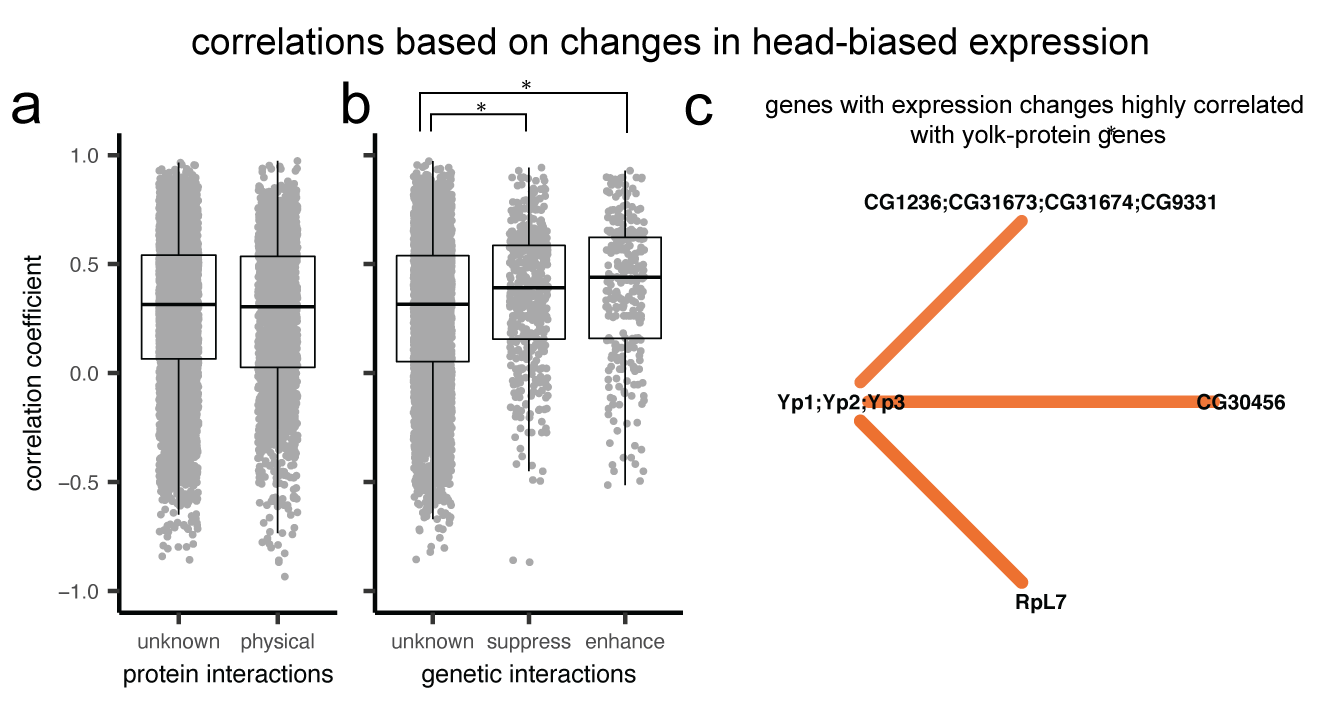 correlations based on changes in head-biased expression
a
b
c
*
*
genes with expression changes highly correlated
with yolk-protein genes
*
correlation coefficient
1.0
0.5
0.0
−0.5
−1.0
unknown physical
protein interactions
unknown suppress enhance
genetic interactions
CG1236;CG31673;CG31674;CG9331
Yp1;Yp2;Yp3
CG30456
RpL7